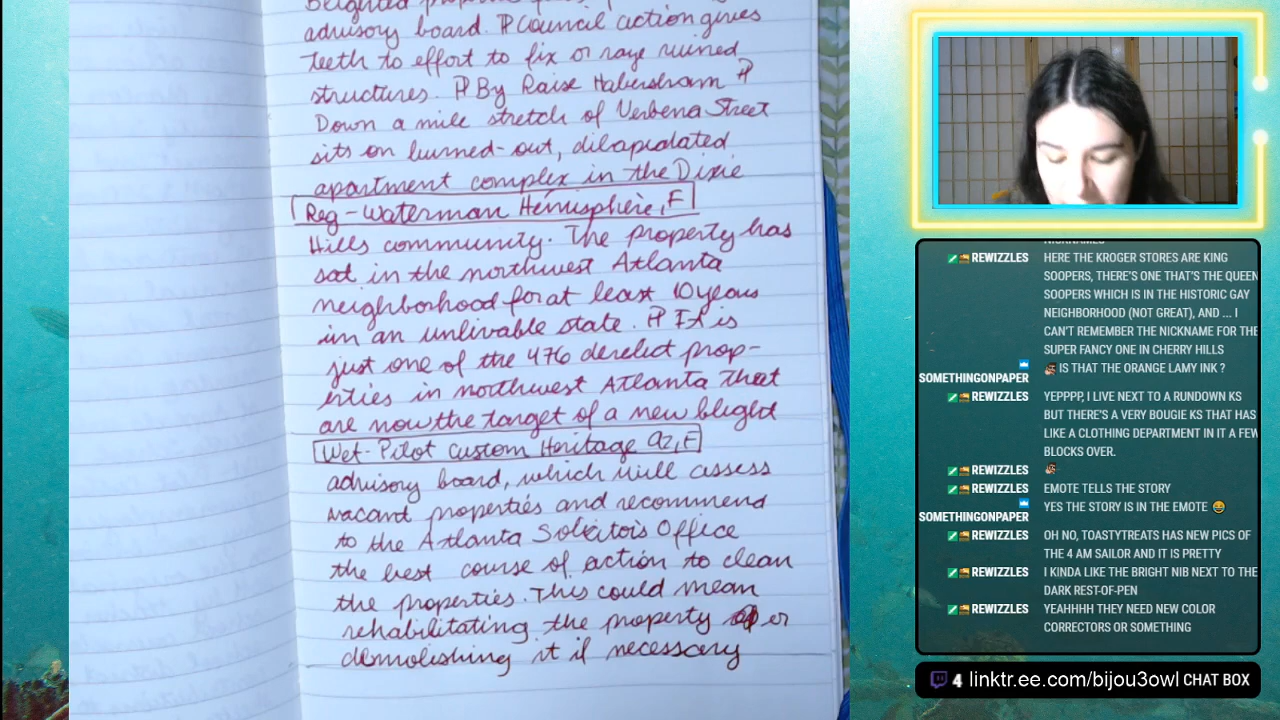 advisory board. ₽ Council action gives
teeth to effort to fix or raze ruined
structures. ₽ By Raise Habersham ₽
Down a mile stretch of Verbena Street
sits on burned-out, dilapidated
apartment complex in the Dixie
Reg-Waterman Hemisphere, F
Hills community. The property has
sat in the northwest Atlanta
neighborhood for at least 10 years
in an unlivable state. ₽ It is
just one of the 476 derelect prop-
erties in northwest Atlanta that
are now the target of a new blight
Wet-Pilot Custom Heritage 92, F
advisory board, which will assess
vacant properties and recommend
to the Atlanta Solicitor's Office
the best course of action to clean
the properties. This could mean
rehabilitating the property or
demolishing it if necessary
NICKNAMES
REWIZZLES HERE THE KROGER STORES ARE KING
SOOPERS, THERE'S ONE THAT'S THE QUEEN
SOOPERS WHICH IS IN THE HISTORIC GAY
NEIGHBORHOOD (NOT GREAT), AND ... I
CAN'T REMEMBER THE NICKNAME FOR THE
SUPER FANCY ONE IN CHERRY HILLS
SOMETHINGONPAPER IS THAT THE ORANGE LAMY INK ?
REWIZZLES YEPPPP, I LIVE NEXT TO A RUNDOWN KS
BUT THERE'S A VERY BOUGIE KS THAT HAS
LIKE A CLOTHING DEPARTMENT IN IT A FEW
BLOCKS OVER.
REWIZZLES
REWIZZLES EMOTE TELLS THE STORY
SOMETHINGONPAPER YES THE STORY IS IN THE EMOTE 😂
REWIZZLES OH NO, TOASTYTREATS HAS NEW PICS OF
THE 4 AM SAILOR AND IT IS PRETTY
REWIZZLES I KINDA LIKE THE BRIGHT NIB NEXT TO THE
DARK REST-OF-PEN
REWIZZLES YEAHHHH THEY NEED NEW COLOR
CORRECTORS OR SOMETHING
4 linktr.ee.com/bijou3owl CHAT BOX